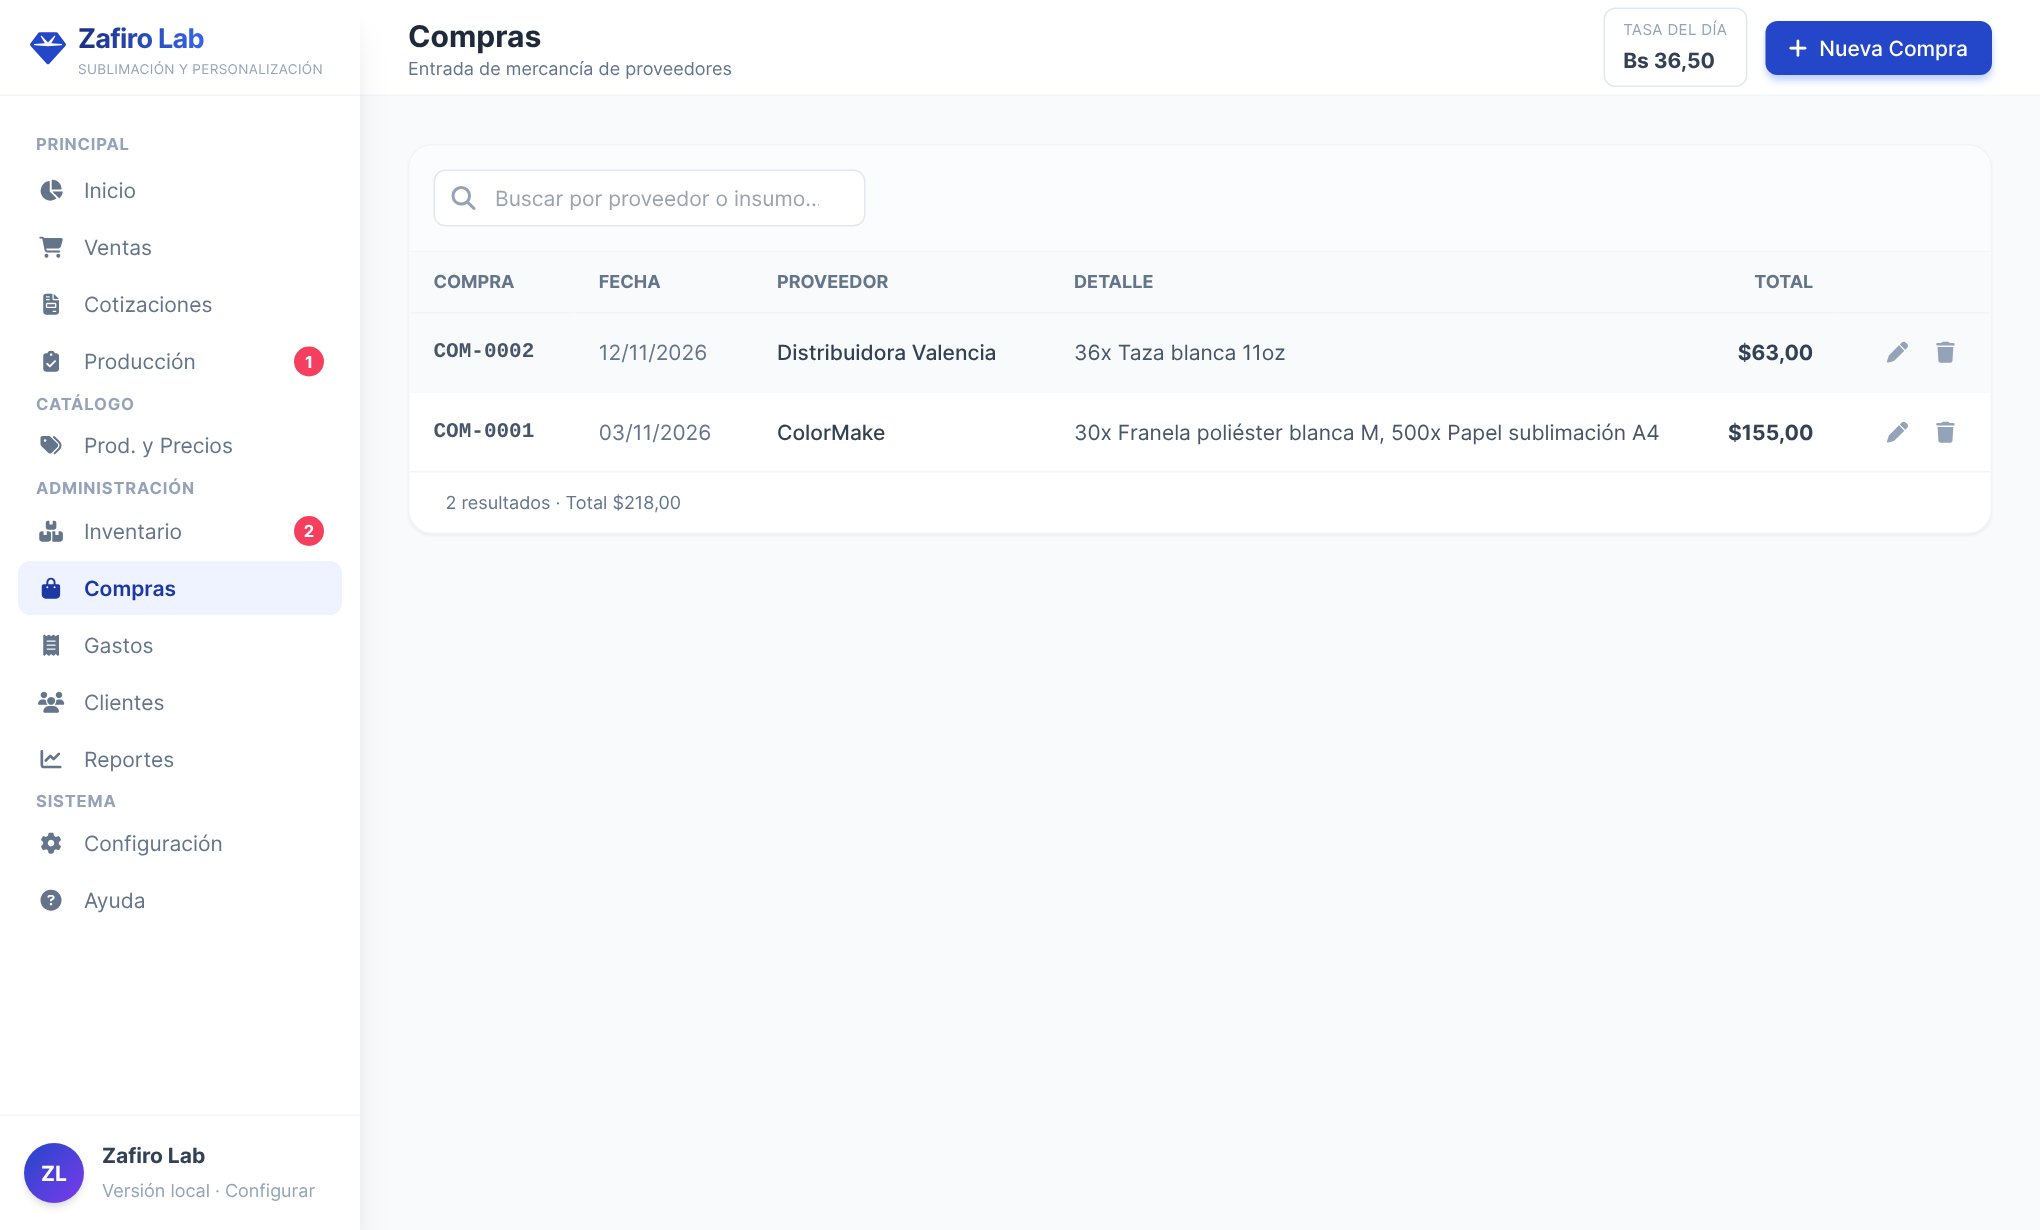 Zafiro Lab
SUBLIMACIÓN Y PERSONALIZACIÓN
PRINCIPAL
Inicio
Ventas
Cotizaciones
Producción 1
CATÁLOGO
Prod. y Precios
ADMINISTRACIÓN
Inventario 2
Compras
Gastos
Clientes
Reportes
SISTEMA
Configuración
Ayuda
ZL
Zafiro Lab
Versión local · Configurar
Compras
Entrada de mercancía de proveedores
TASA DEL DÍA
Bs 36,50
+ Nueva Compra
Buscar por proveedor o insumo...
COMPRA FECHA PROVEEDOR DETALLE TOTAL
COM-0002 12/11/2026 Distribuidora Valencia 36x Taza blanca 11oz $63,00
COM-0001 03/11/2026 ColorMake 30x Franela poliéster blanca M, 500x Papel sublimación A4 $155,00
2 resultados · Total $218,00